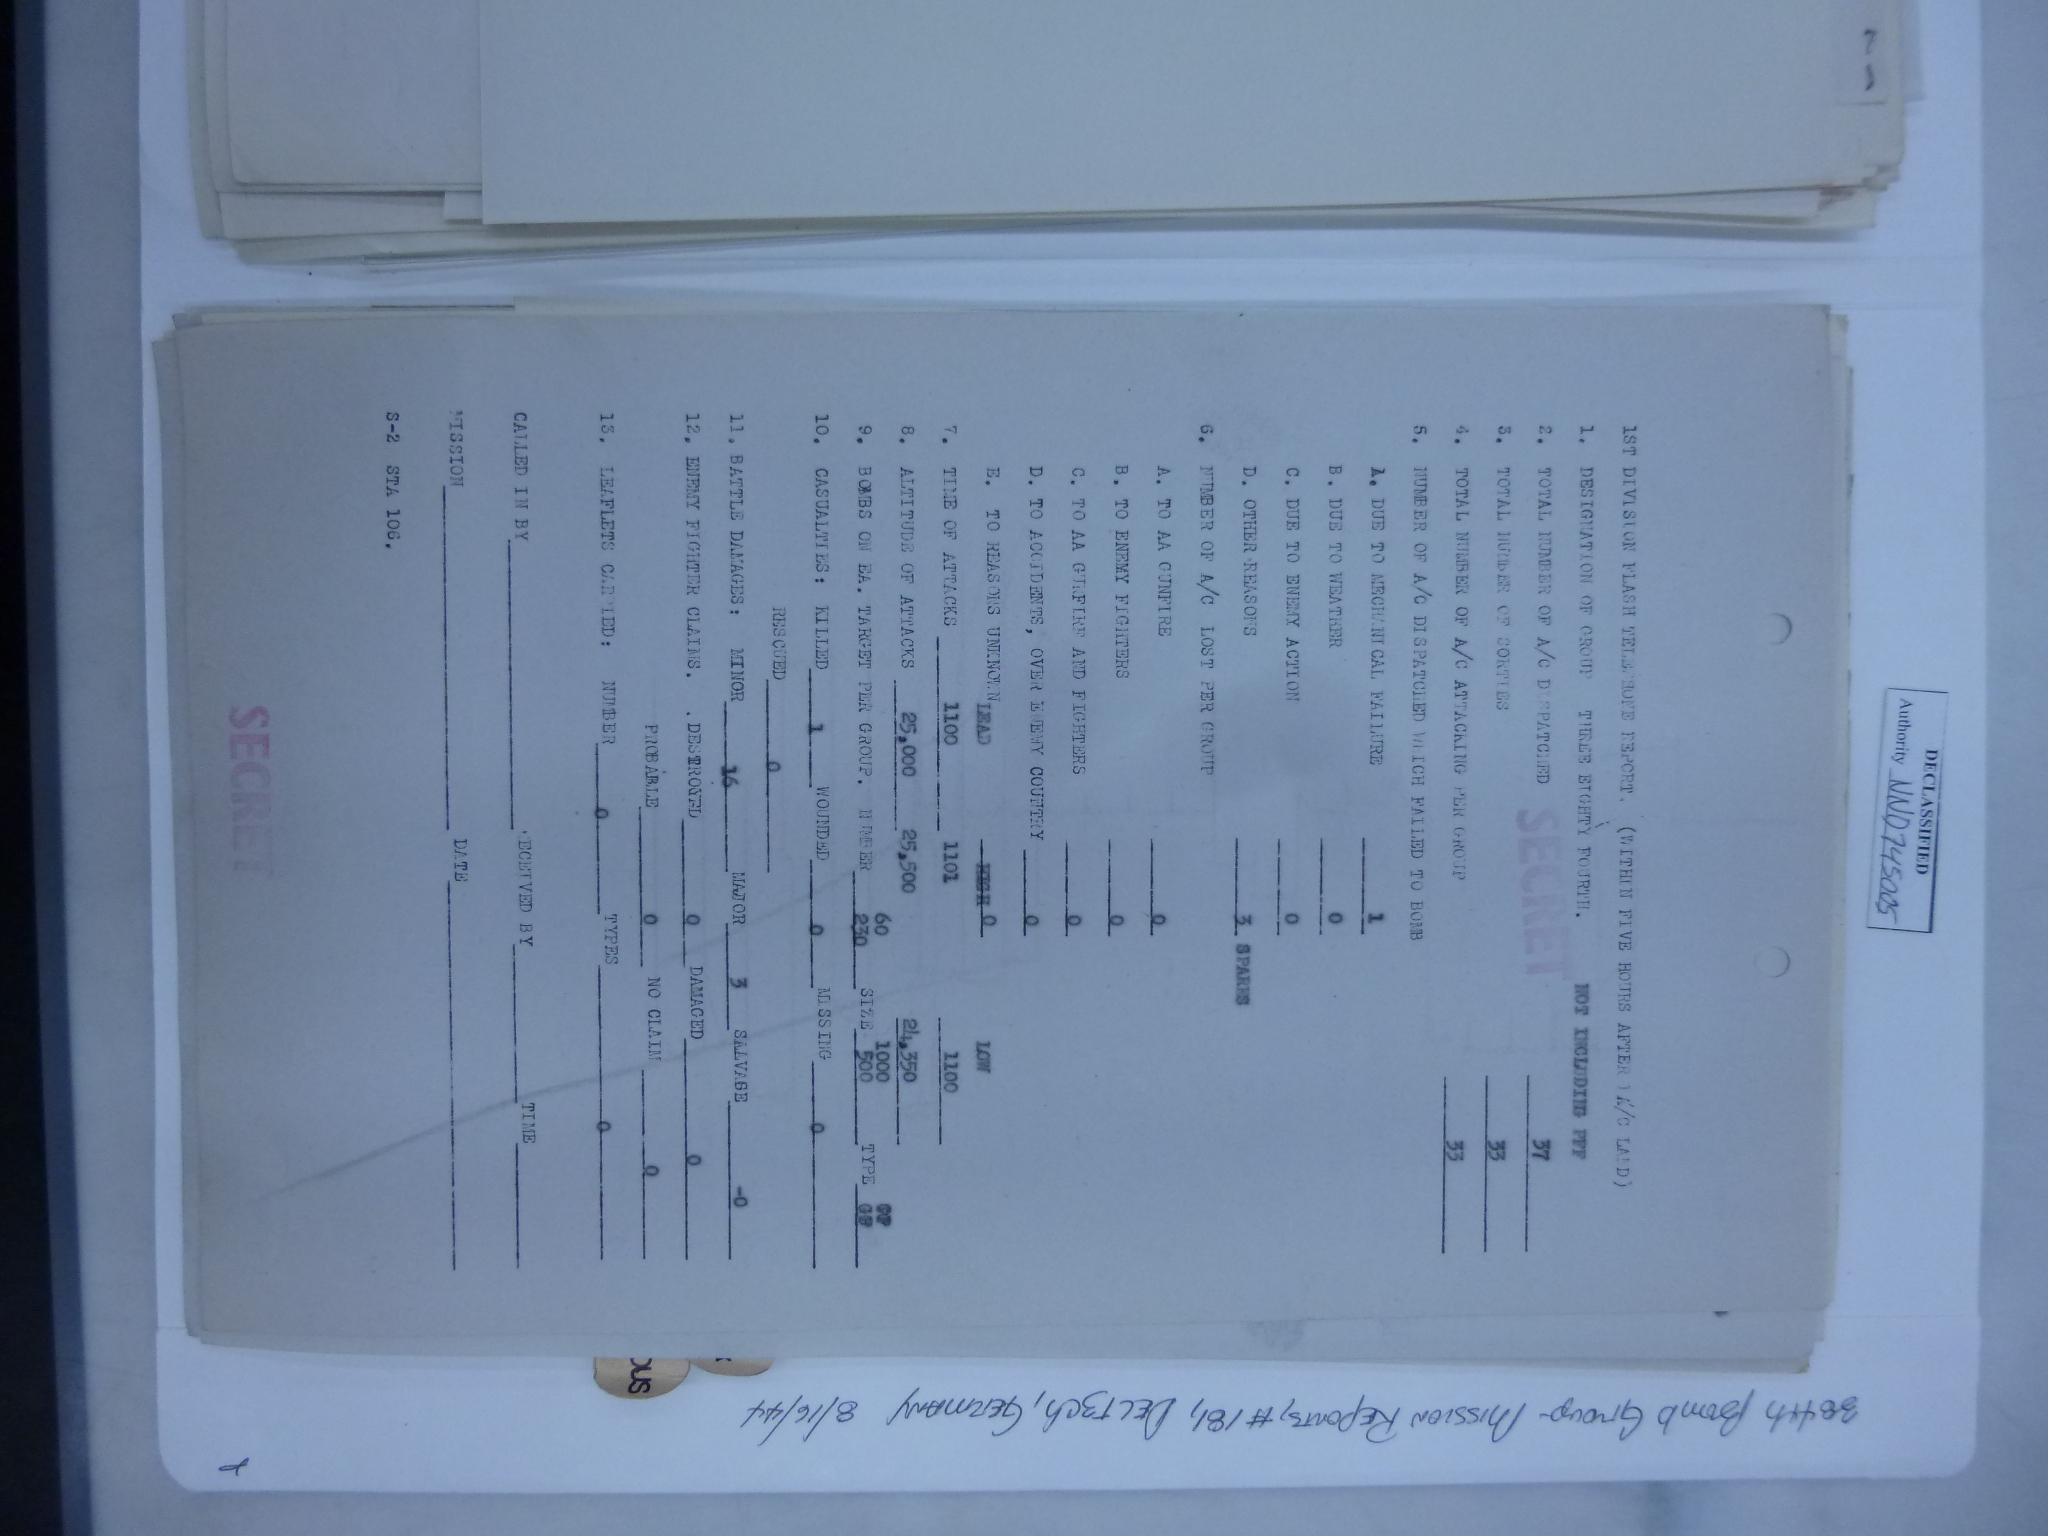 DECLASSIFIED
Authority NND745005
1ST DIVISION FLASH TELEPHONE REPORT. (WITHIN FIVE HOURS AFTER A/C LAND)
1. DESIGNATION OF GROUP THREE EIGHTY FOURTH. NOT INCLUDING PFF
SECRET
2. TOTAL NUMBER OF A/C DISPATCHED 37
3. TOTAL NUMBER OF SORTIES 33
4. TOTAL NUMBER OF A/C ATTACKING PER GROUP 33
5. NUMBER OF A/C DISPATCHED WHICH FAILED TO BOMB
A. DUE TO MECHANICAL FAILURE 1
B. DUE TO WEATHER 0
C. DUE TO ENEMY ACTION 0
D. OTHER REASONS 3 SPARES
6. NUMBER OF A/C LOST PER GROUP
A. TO AA GUNFIRE 0
B. TO ENEMY FIGHTERS 0
C. TO AA GUNFIRE AND FIGHTERS 0
D. TO ACCIDENTS, OVER ENEMY COUNTRY 0
E. TO REASONS UNKNOWN 0
LEAD HIGH LOW
7. TIME OF ATTACKS 1100 1101 1100
8. ALTITUDE OF ATTACKS 25,000 25,500 24,350
60 1000 GP
9. BOMBS ON EA. TARGET PER GROUP. NUMBER 230 SIZE 500 TYPE GP
10. CASUALTIES: KILLED 1 WOUNDED 0 MISSING 0
RESCUED 0
11. BATTLE DAMAGES: MINOR 16 MAJOR 3 SALVAGE -0
12. ENEMY FIGHTER CLAIMS. DESTROYED 0 DAMAGED 0
PROBABLE 0 NO CLAIM 0
13. LEAFLETS CARRIED: NUMBER 0 TYPES 0
CALLED IN BY RECEIVED BY TIME
MISSION DATE
S-2 STA 106.
SECRET
384th Bomb Group - Mission Reports, #181, Delitzch, Germany 8/16/44